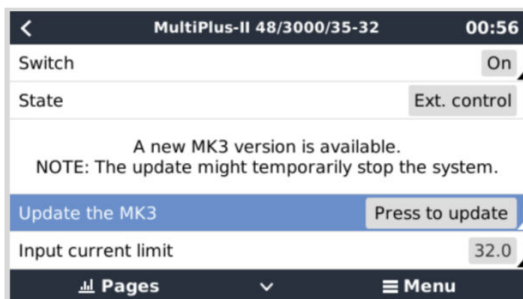 MultiPlus-II 48/3000/35-32 00:56
Switch On
State Ext. control
A new MK3 version is available.
NOTE: The update might temporarily stop the system.
Update the MK3 Press to update
Input current limit 32.0
Pages Menu